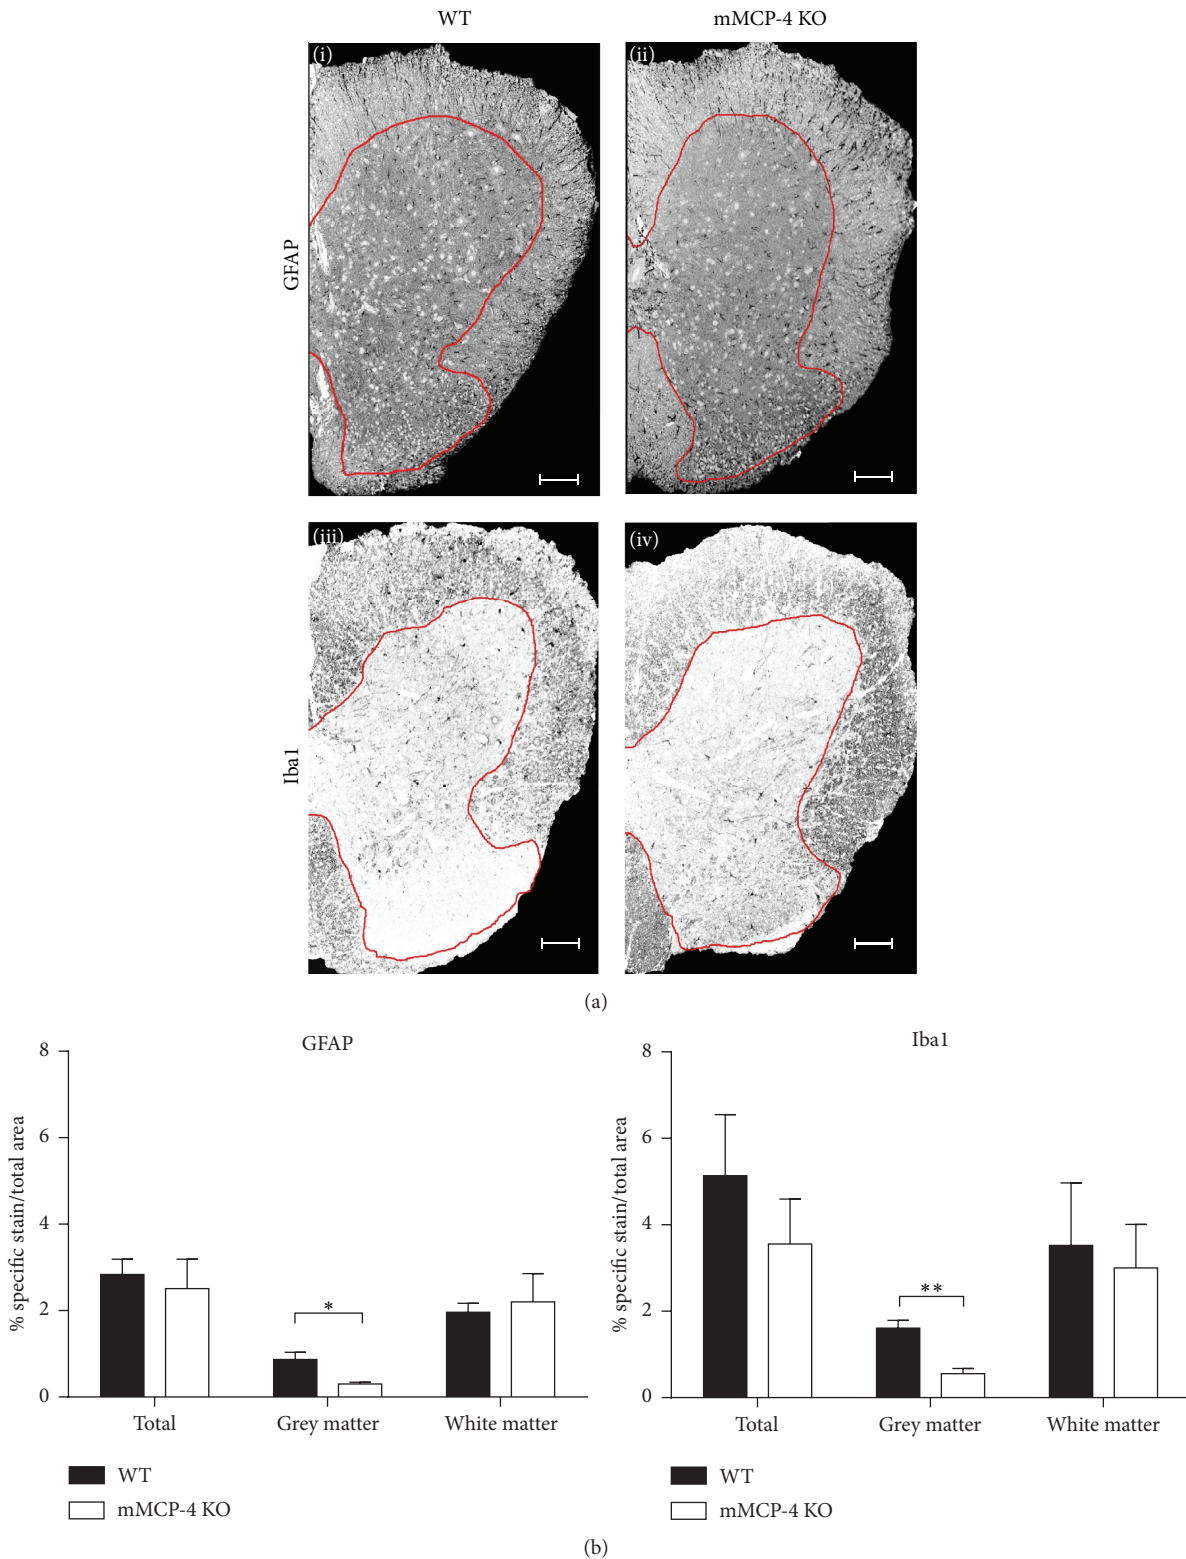 WT
mMCP-4 KO
(i)
(ii)
GFAP
(iii)
(iv)
Iba1
(a)
GFAP
8
6
4
2
0
% specific stain/total area
*
Total
Grey matter
White matter
WT
mMCP-4 KO
Iba1
8
6
4
2
0
% specific stain/total area
**
Total
Grey matter
White matter
WT
mMCP-4 KO
(b)